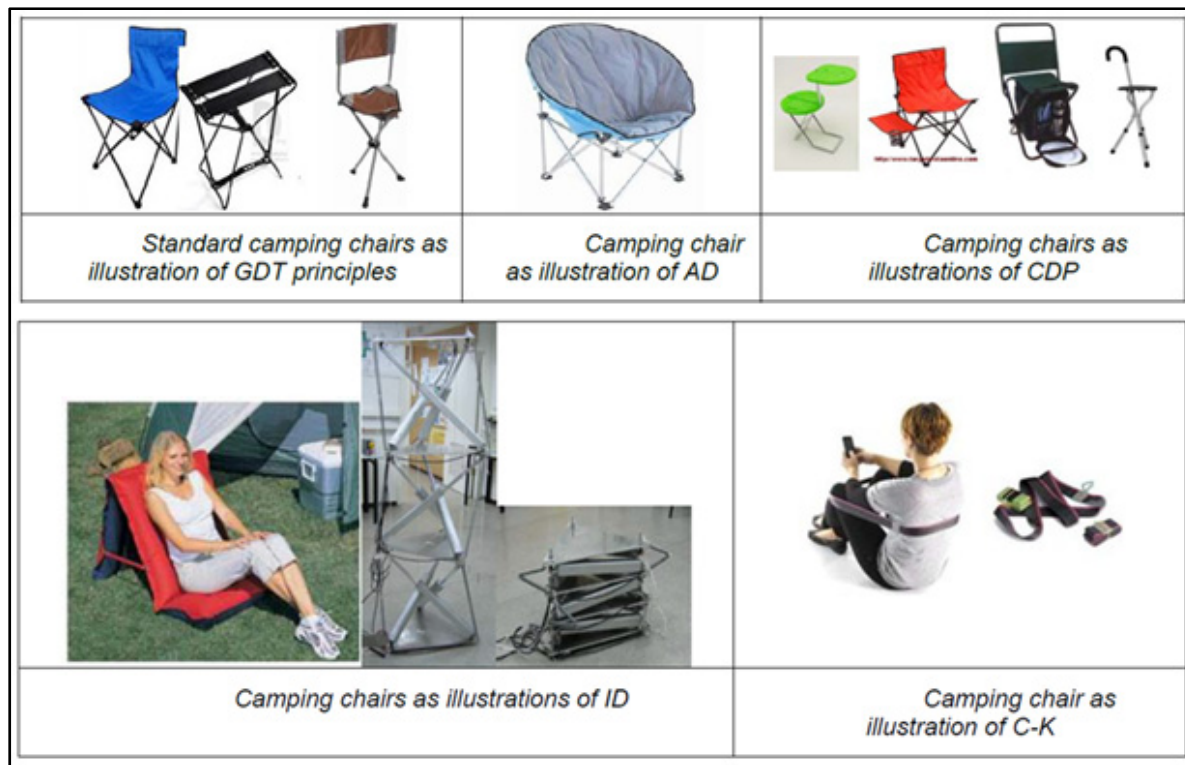 Standard camping chairs as
illustration of GDT principles
Camping chair
as illustration of AD
Camping chairs as
illustrations of CDP
Camping chairs as illustrations of ID
Camping chair as
illustration of C-K